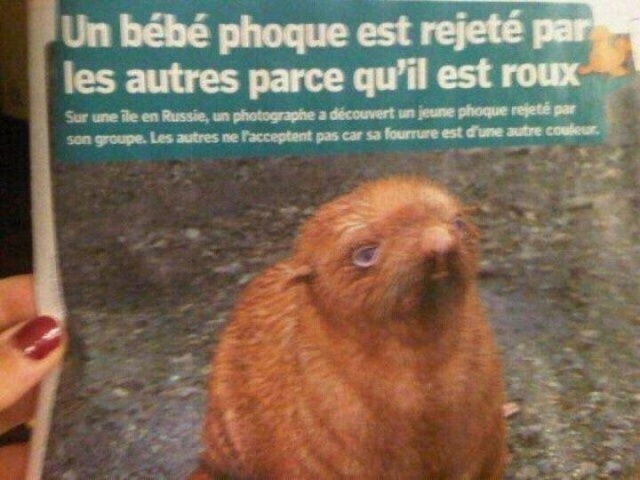 Un bébé phoque est rejeté par
les autres parce qu'il est roux
Sur une île en Russie, un photographe a découvert un jeune phoque rejeté par
son groupe. Les autres ne l'acceptent pas car sa fourrure est d'une autre couleur.